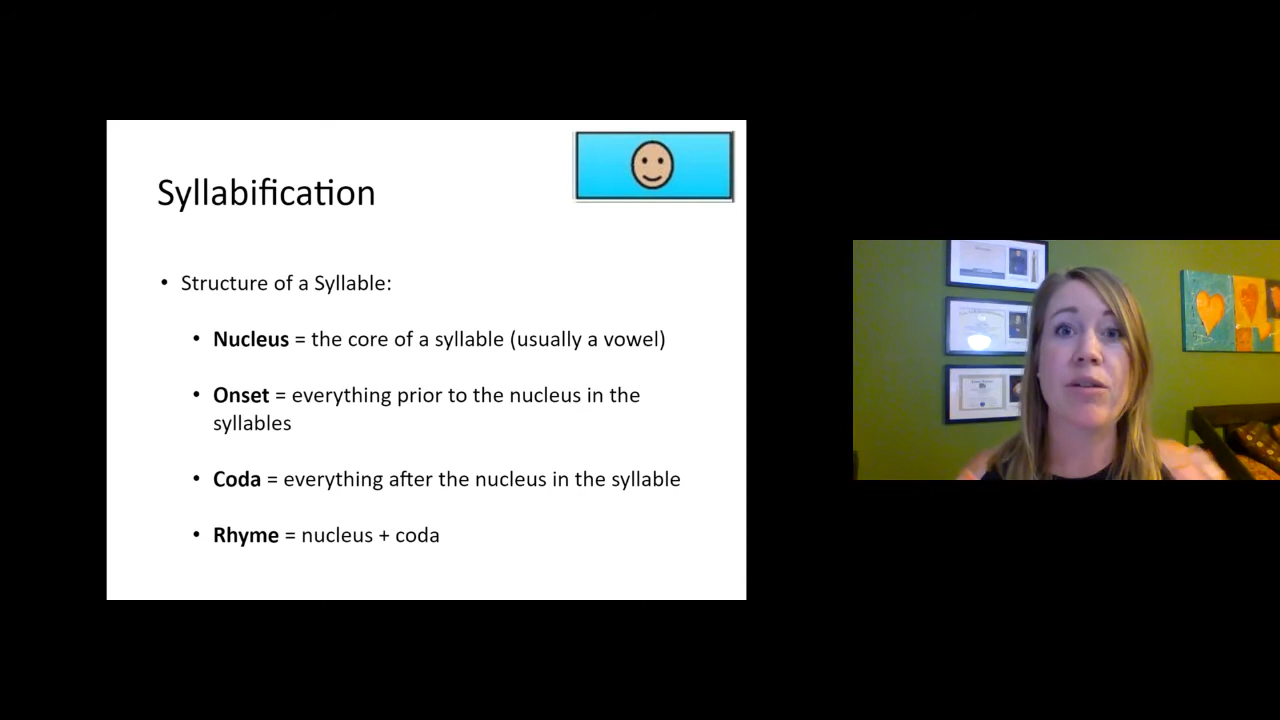 Syllabification
• Structure of a Syllable:
• Nucleus = the core of a syllable (usually a vowel)
• Onset = everything prior to the nucleus in the
syllables
• Coda = everything after the nucleus in the syllable
• Rhyme = nucleus + coda